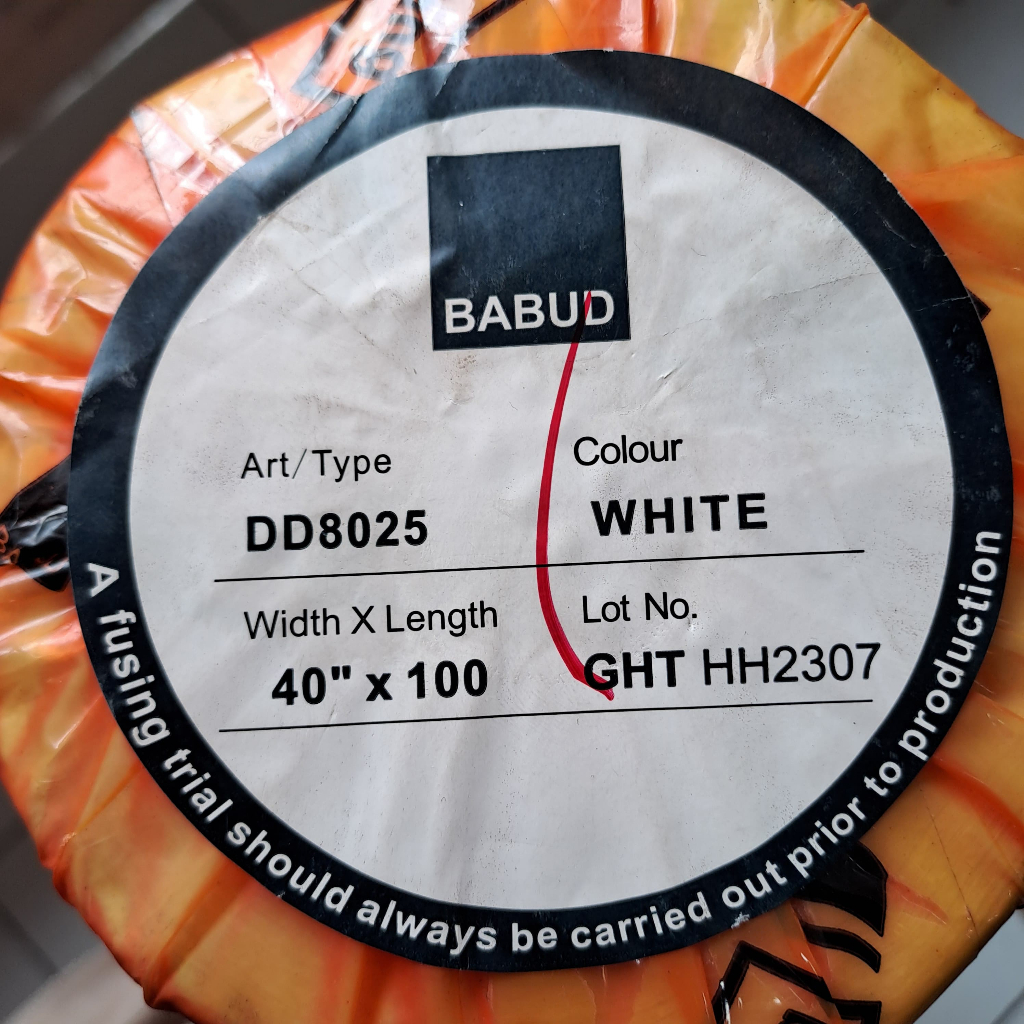 BABUD
Art/Type
Colour
DD8025
WHITE
Width X Length
Lot No.
40" x 100
GHT HH2307
A fusing trial should always be carried out prior to production